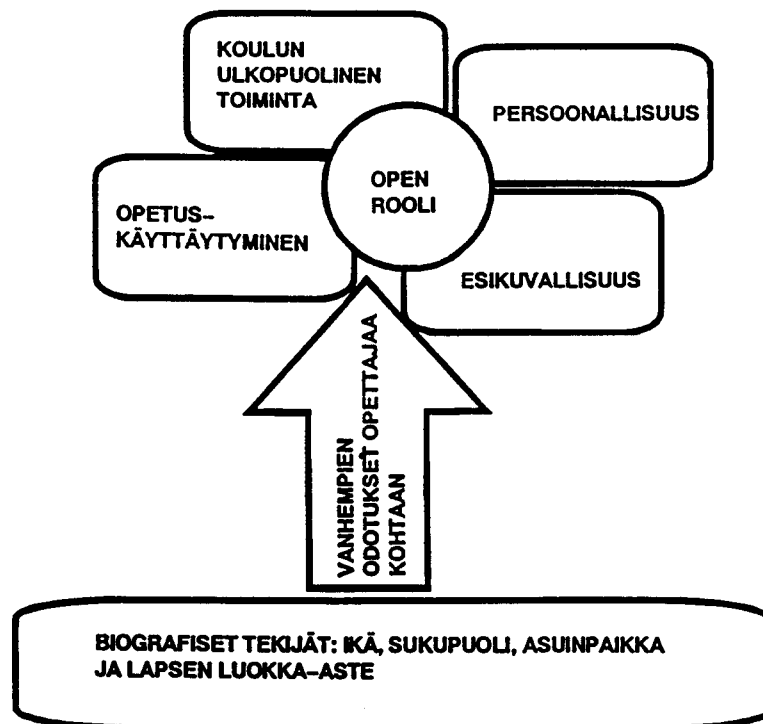 KOULUN
ULKOPUOLINEN
TOIMINTA
PERSOONALLISUUS
OPEN
ROOLI
OPETUS–
KÄYTTÄYTYMINEN
ESIKUVALLISUUS
VANHEMPIEN
ODOTUKSET OPETTAJAA
KOHTAAN
BIOGRAFISET TEKIJÄT: IKÄ, SUKUPUOLI, ASUINPAIKKA
JA LAPSEN LUOKKA–ASTE